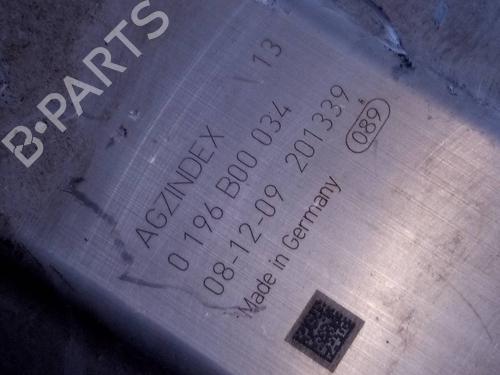 B·PARTS
AGZINDEX 13
0 196 B00 034
08-12-09 201339
Made in Germany 089